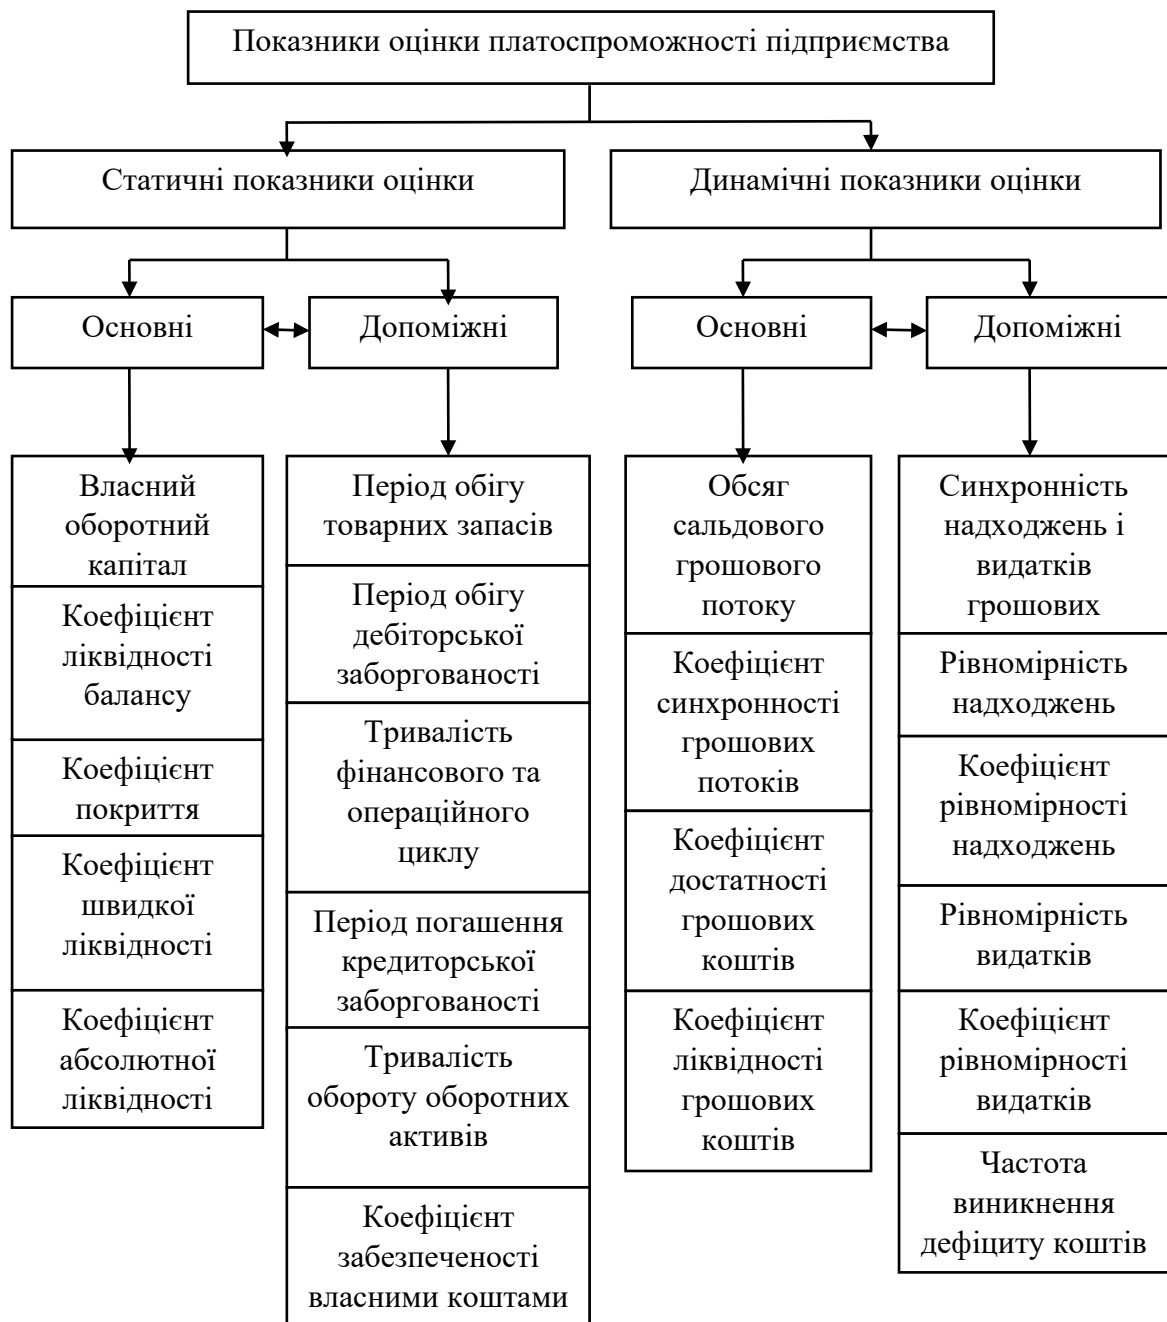 Показники оцінки платоспроможності підприємства
Статичні показники оцінки
Динамічні показники оцінки
Основні
Допоміжні
Основні
Допоміжні
Власний
оборотний
капітал
Коефіцієнт
ліквідності
балансу
Коефіцієнт
покриття
Коефіцієнт
швидкої
ліквідності
Коефіцієнт
абсолютної
ліквідності
Період обігу
товарних запасів
Період обігу
дебіторської
заборгованості
Тривалість
фінансового та
операційного
циклу
Період погашення
кредиторської
заборгованості
Тривалість
обороту оборотних
активів
Коефіцієнт
забезпеченості
власними коштами
Обсяг
сальдового
грошового
потоку
Коефіцієнт
синхронності
грошових
потоків
Коефіцієнт
достатності
грошових
коштів
Коефіцієнт
ліквідності
грошових
коштів
Синхронність
надходжень і
видатків
грошових
Рівномірність
надходжень
Коефіцієнт
рівномірності
надходжень
Рівномірність
видатків
Коефіцієнт
рівномірності
видатків
Частота
виникнення
дефіциту коштів